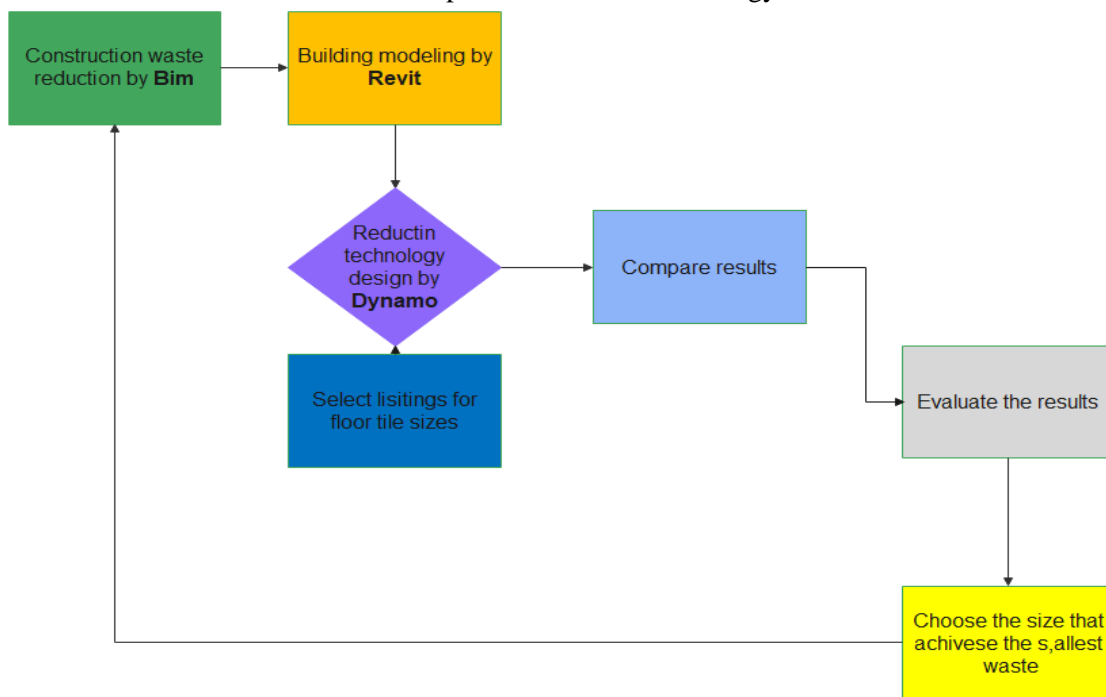 Construction waste
reduction by Bim
Building modeling by
Revit
Reductin
technology
design by
Dynamo
Compare results
Select lisitings for
floor tile sizes
Evaluate the results
Choose the size that
achivese the s,allest
waste